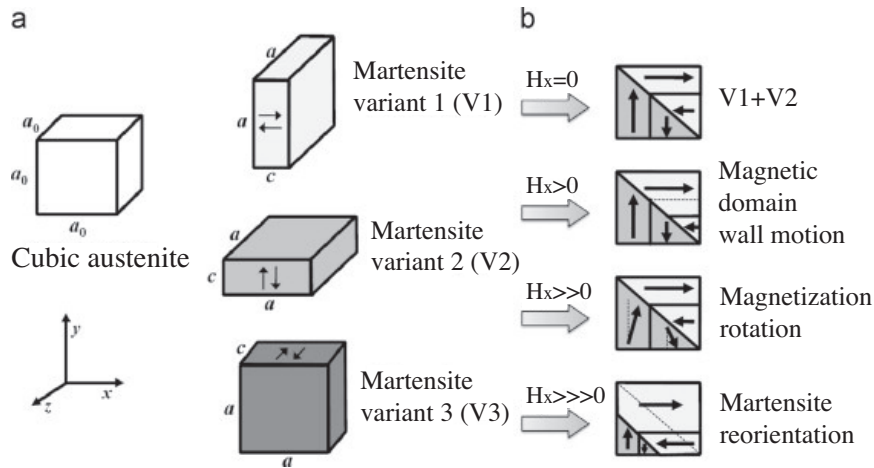 a
a₀
a₀
a₀
Cubic austenite
y
x
z
a
a
c
Martensite
variant 1 (V1)
a
c
a
Martensite
variant 2 (V2)
c
a
a
Martensite
variant 3 (V3)
b
Hx=0
V1+V2
Hx>0
Magnetic
domain
wall motion
Hx>>0
Magnetization
rotation
Hx>>>0
Martensite
reorientation